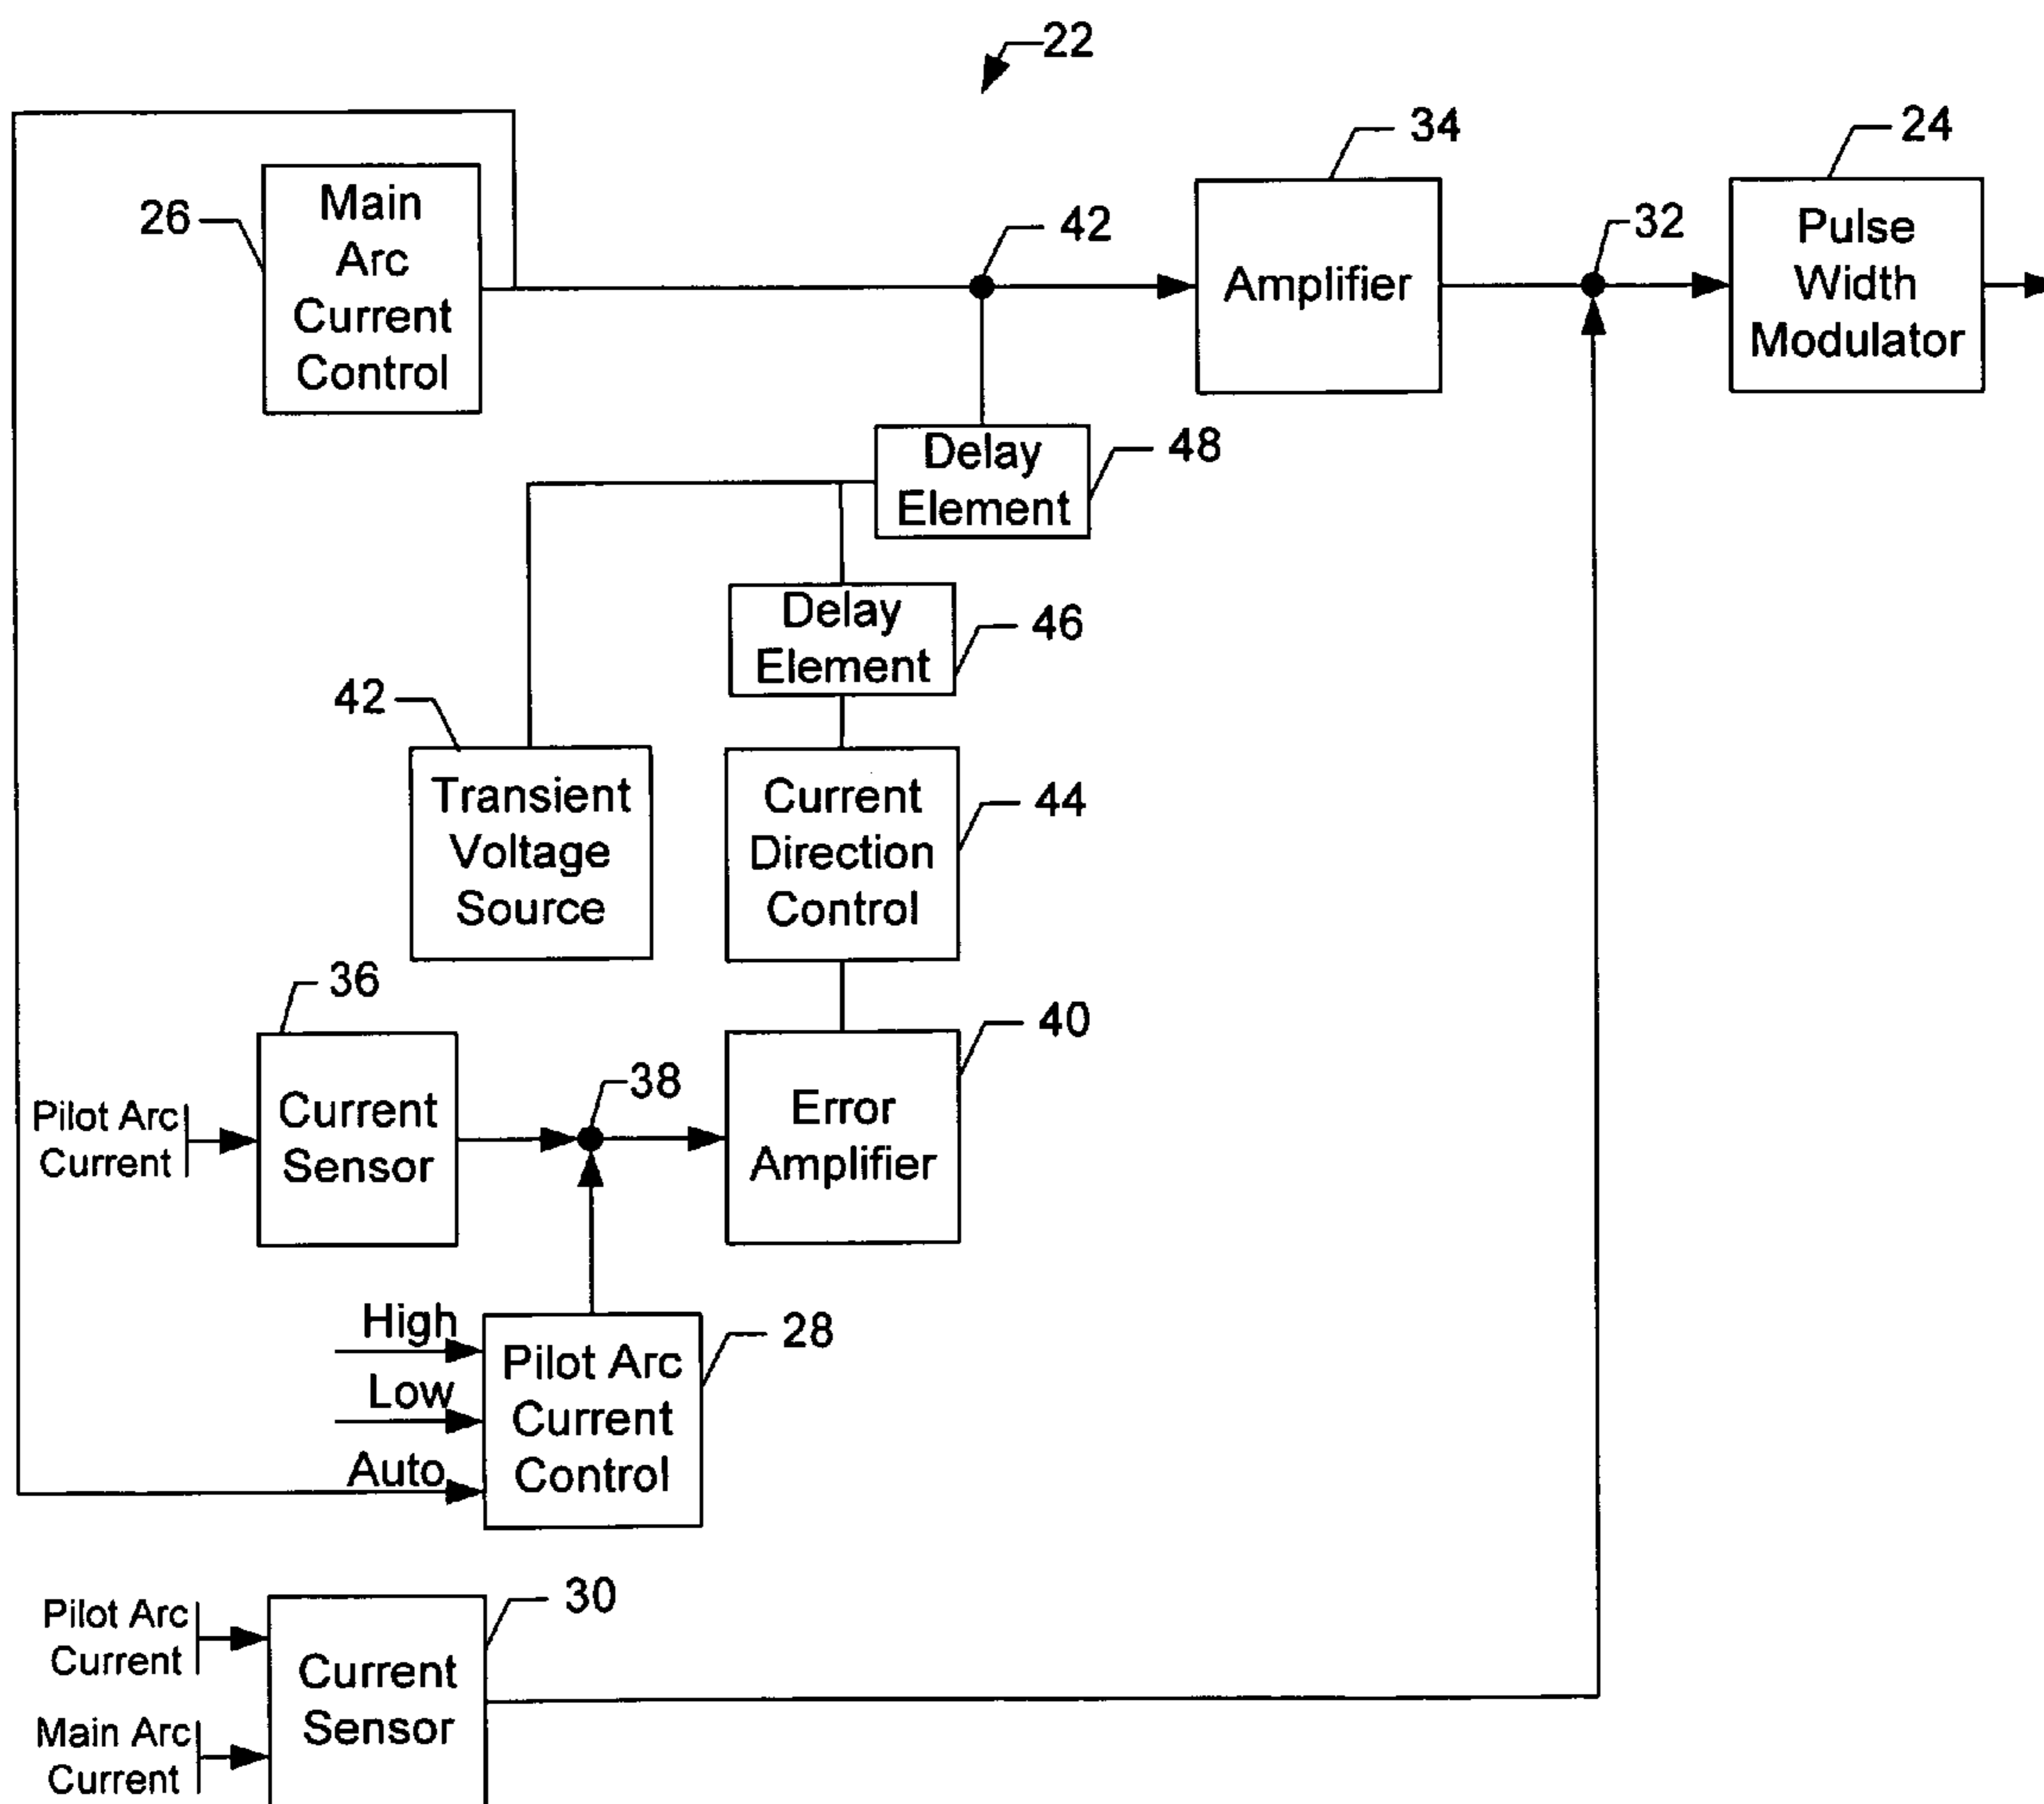 22
34
24
26
Main
Arc
Current
Control
42
Amplifier
32
Pulse
Width
Modulator
Delay
Element
48
Delay
Element
46
42
Transient
Voltage
Source
Current
Direction
Control
44
36
Current
Sensor
Pilot Arc
Current
38
Error
Amplifier
40
High
Low
Auto
Pilot Arc
Current
Control
28
Pilot Arc
Current
Main Arc
Current
Current
Sensor
30